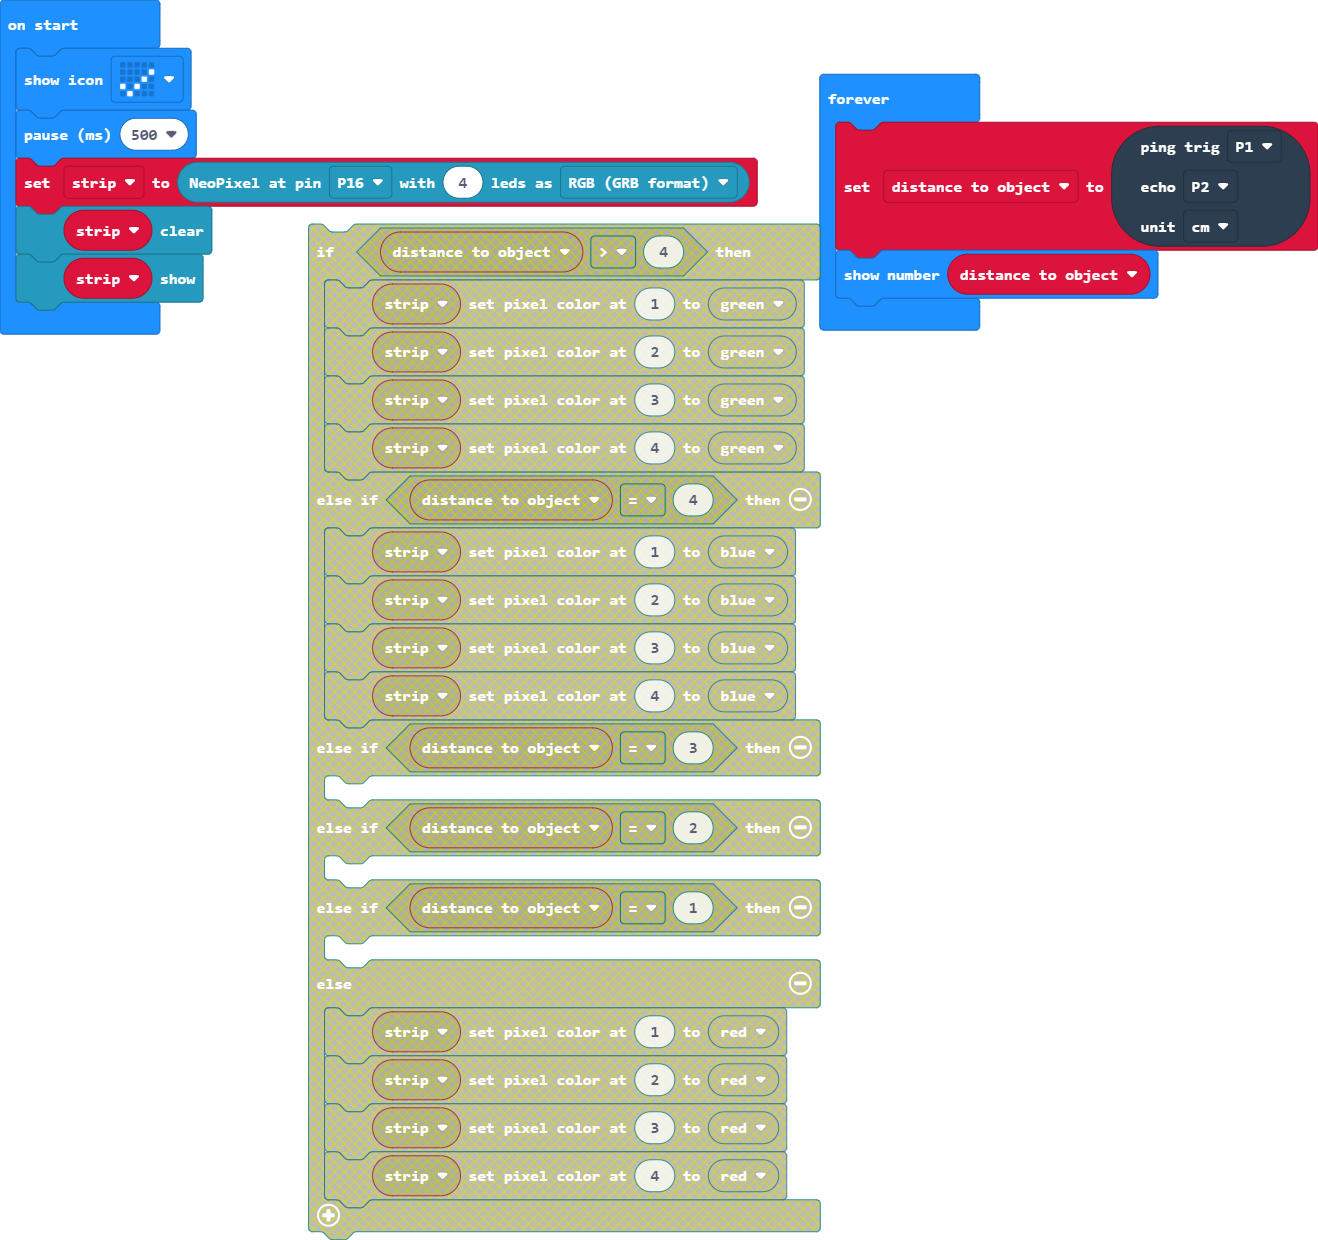 on start
show icon
pause (ms) 500
set strip to NeoPixel at pin P16 with 4 leds as RGB (GRB format)
strip clear
strip show
if distance to object > 4 then
strip set pixel color at 1 to green
strip set pixel color at 2 to green
strip set pixel color at 3 to green
strip set pixel color at 4 to green
else if distance to object = 4 then
strip set pixel color at 1 to blue
strip set pixel color at 2 to blue
strip set pixel color at 3 to blue
strip set pixel color at 4 to blue
else if distance to object = 3 then
else if distance to object = 2 then
else if distance to object = 1 then
else
strip set pixel color at 1 to red
strip set pixel color at 2 to red
strip set pixel color at 3 to red
strip set pixel color at 4 to red
forever
set distance to object to
ping trig P1
echo P2
unit cm
show number distance to object